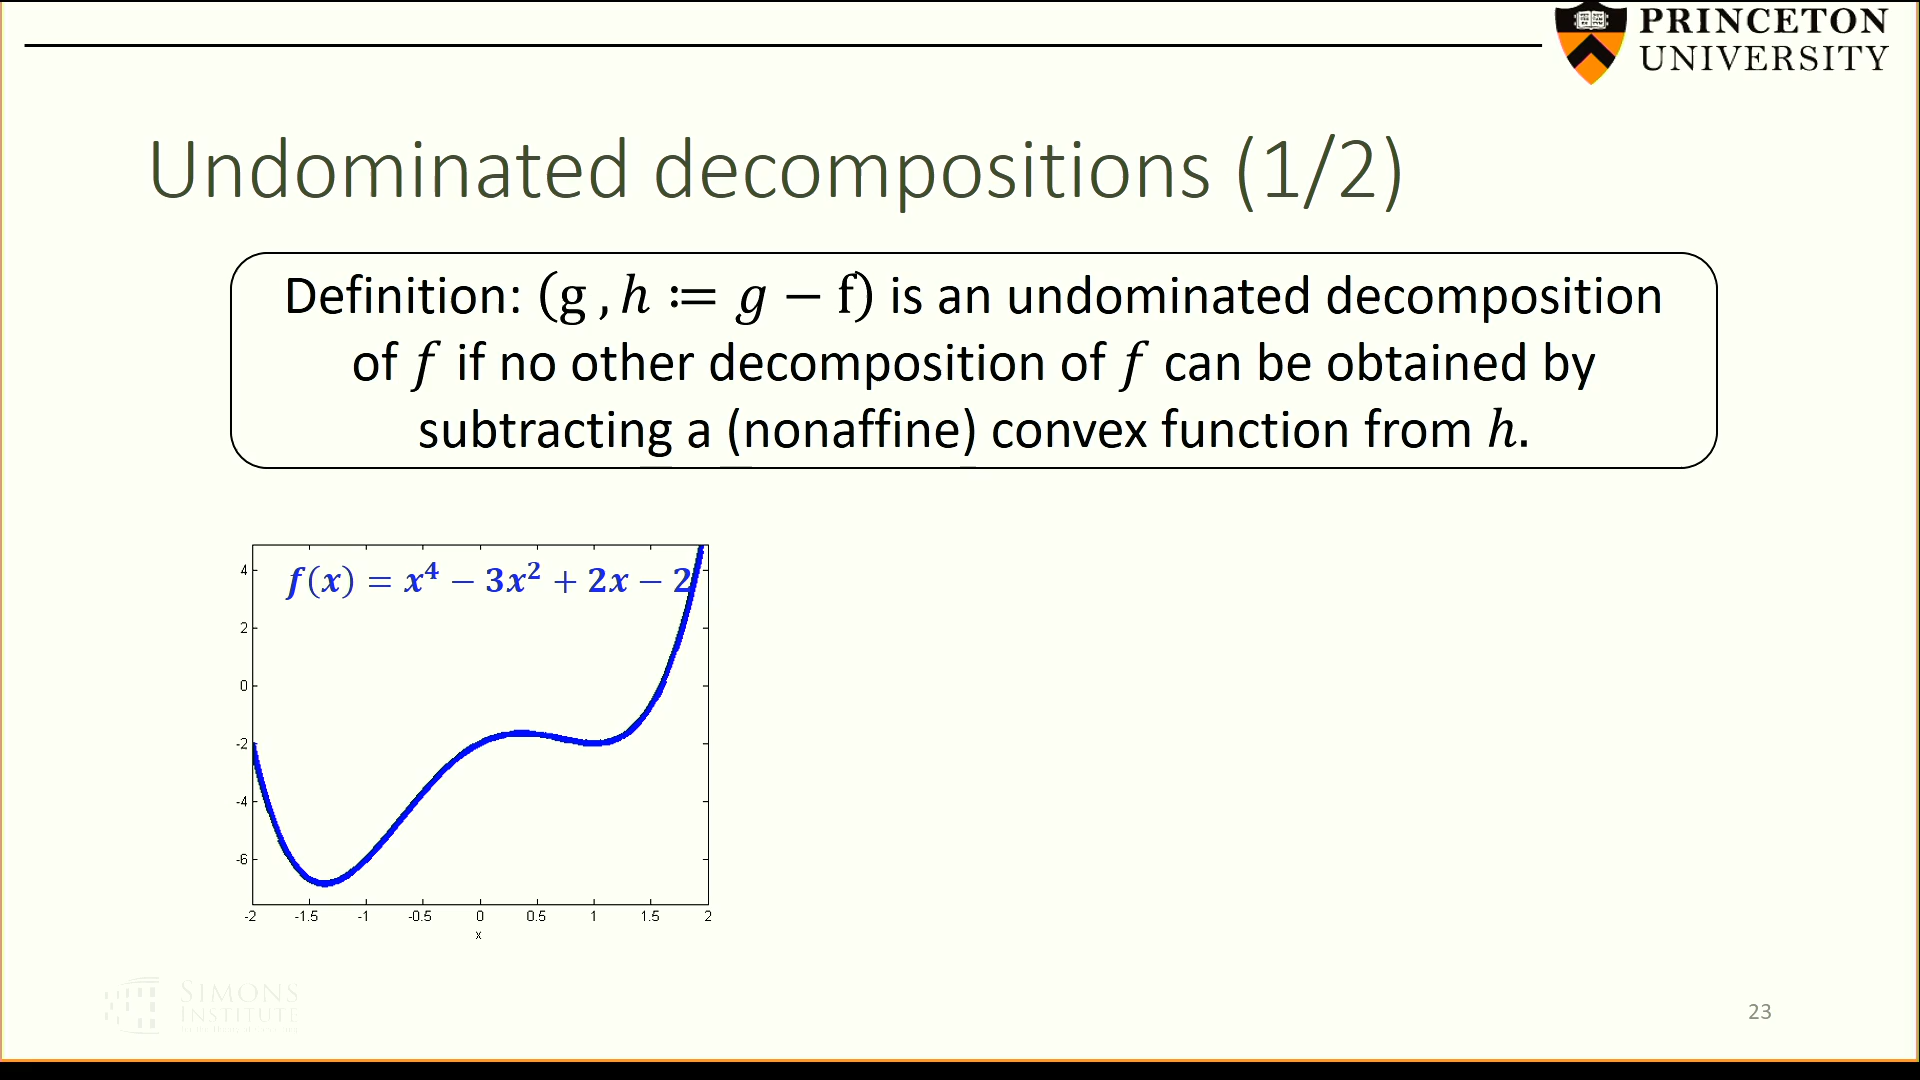 PRINCETON
UNIVERSITY
Undominated decompositions (1/2)
Definition: (g , h ≔ g − f) is an undominated decomposition
of f if no other decomposition of f can be obtained by
subtracting a (nonaffine) convex function from h.
f(x) = x⁴ − 3x² + 2x − 2
4
2
0
-2
-4
-6
-2 -1.5 -1 -0.5 0 0.5 1 1.5 2
x
SIMONS
INSTITUTE
23